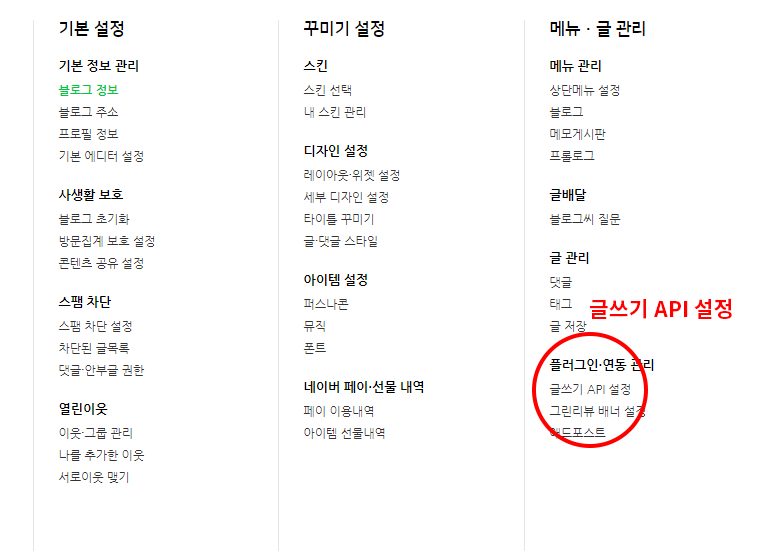 기본 설정
기본 정보 관리
블로그 정보
블로그 주소
프로필 정보
기본 에디터 설정
사생활 보호
블로그 초기화
방문집계 보호 설정
콘텐츠 공유 설정
스팸 차단
스팸 차단 설정
차단된 글목록
댓글·안부글 권한
열린이웃
이웃·그룹 관리
나를 추가한 이웃
서로이웃 맺기
꾸미기 설정
스킨
스킨 선택
내 스킨 관리
디자인 설정
레이아웃·위젯 설정
세부 디자인 설정
타이틀 꾸미기
글·댓글 스타일
아이템 설정
퍼스나콘
뮤직
폰트
네이버 페이·선물 내역
페이 이용내역
아이템 선물내역
메뉴 · 글 관리
메뉴 관리
상단메뉴 설정
블로그
메모게시판
프롤로그
글배달
블로그씨 질문
글 관리
댓글
태그
글 저장
글쓰기 API 설정
플러그인·연동 관리
글쓰기 API 설정
그린리뷰 배너 설정
애드포스트